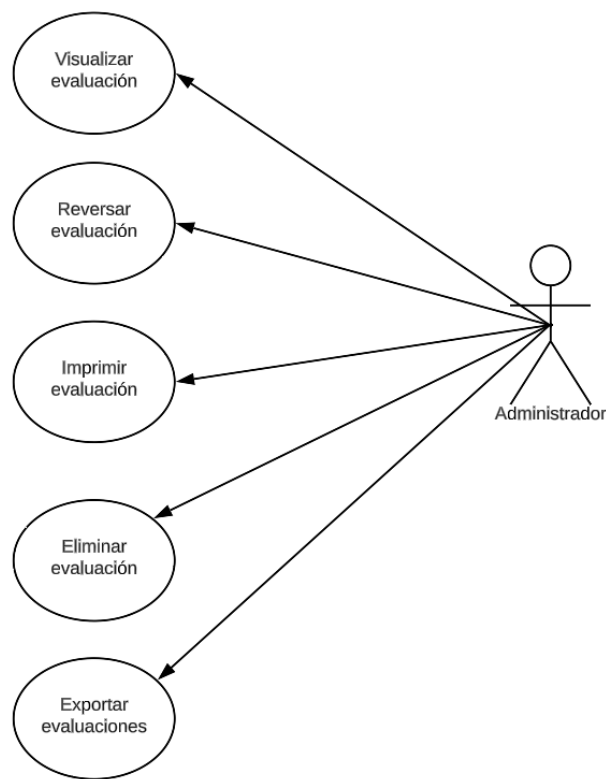 Visualizar
evaluación
Reversar
evaluación
Imprimir
evaluación
Administrador
Eliminar
evaluación
Exportar
evaluaciones